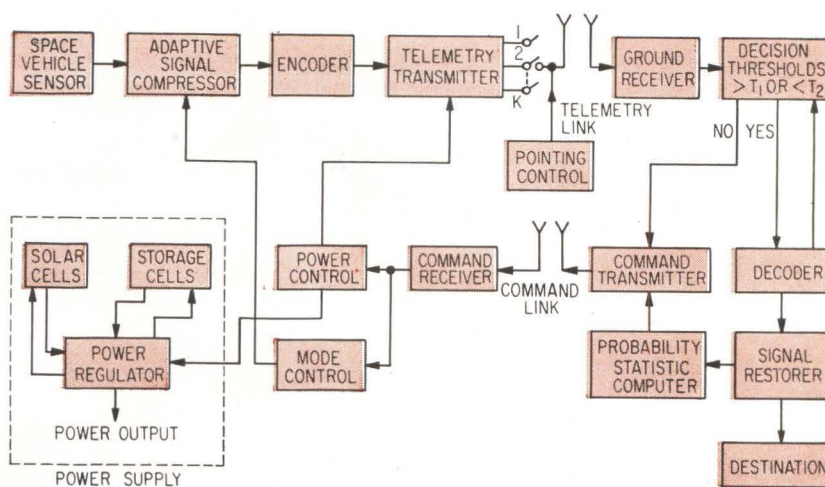 SPACE
VEHICLE
SENSOR
ADAPTIVE
SIGNAL
COMPRESSOR
ENCODER
TELEMETRY
TRANSMITTER
1
2
K
TELEMETRY
LINK
POINTING
CONTROL
GROUND
RECEIVER
DECISION
THRESHOLDS
>T1 OR <T2
NO YES
SOLAR
CELLS
STORAGE
CELLS
POWER
REGULATOR
POWER OUTPUT
POWER SUPPLY
POWER
CONTROL
MODE
CONTROL
COMMAND
RECEIVER
COMMAND
LINK
COMMAND
TRANSMITTER
PROBABILITY
STATISTIC
COMPUTER
DECODER
SIGNAL
RESTORER
DESTINATION